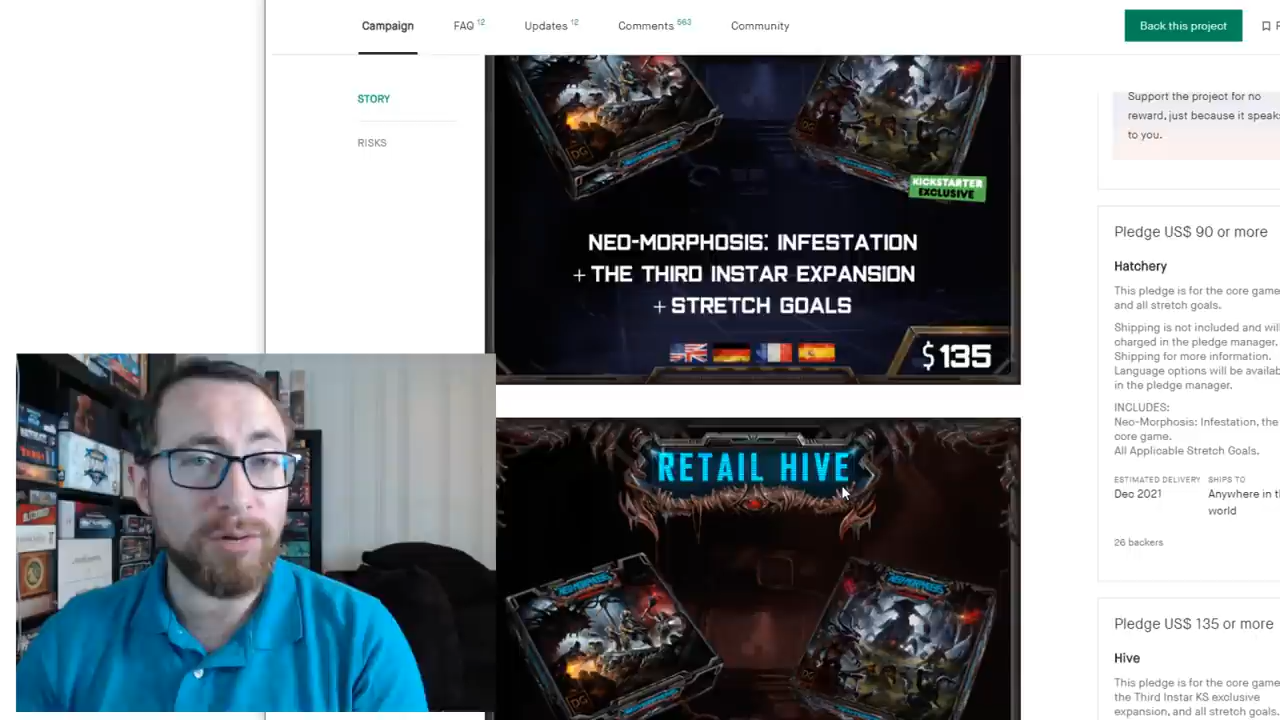 Campaign
FAQ 12
Updates 12
Comments 563
Community
Back this project
STORY
RISKS
KICKSTARTER
EXCLUSIVE
NEO-MORPHOSIS: INFESTATION
+ THE THIRD INSTAR EXPANSION
+ STRETCH GOALS
$135
RETAIL HIVE
Support the project for no
reward, just because it speaks
to you.
Pledge US$ 90 or more
Hatchery
This pledge is for the core game
and all stretch goals.
Shipping is not included and will
charged in the pledge manager.
Shipping for more information.
Language options will be availab
in the pledge manager.
INCLUDES:
Neo-Morphosis: Infestation, the
core game.
All Applicable Stretch Goals.
ESTIMATED DELIVERY
SHIPS TO
Dec 2021
Anywhere in th
world
26 backers
Pledge US$ 135 or more
Hive
This pledge is for the core game
the Third Instar KS exclusive
expansion, and all stretch goals.